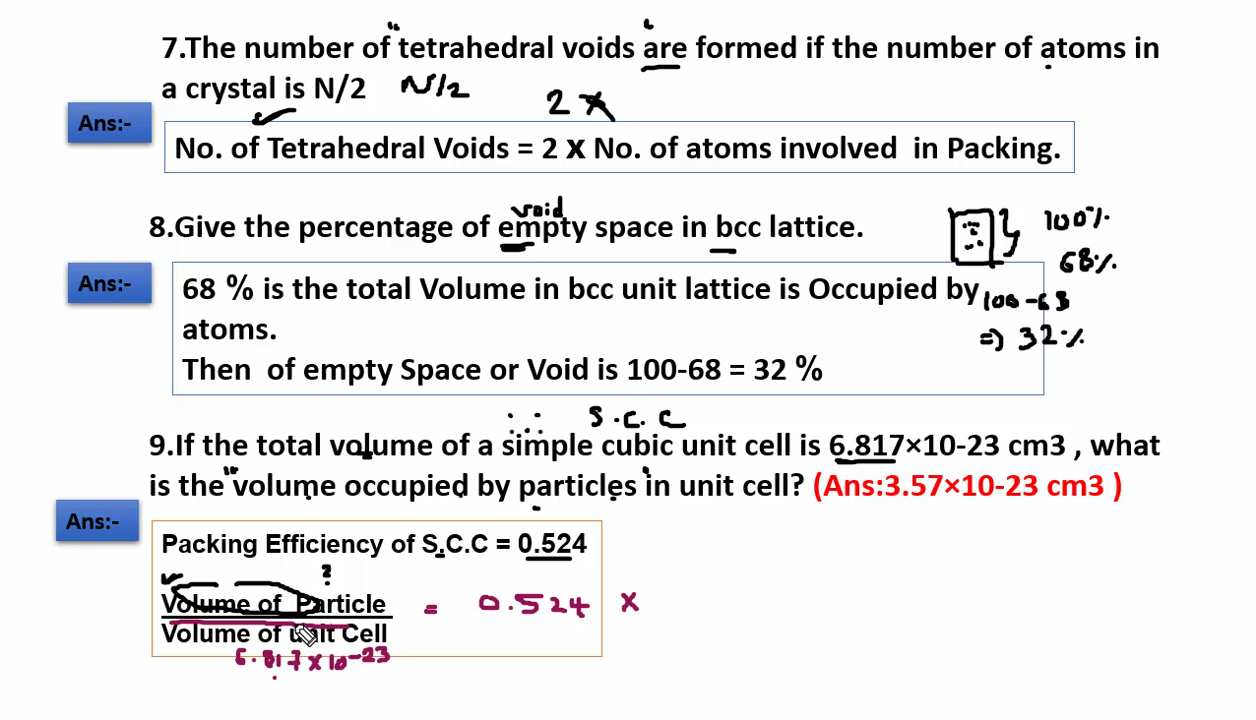 7.The number of tetrahedral voids are formed if the number of atoms in
a crystal is N/2 N/2
2 ×
Ans:-
No. of Tetrahedral Voids = 2 x No. of atoms involved in Packing.
void
8.Give the percentage of empty space in bcc lattice.
100%
68%
Ans:-
68 % is the total Volume in bcc unit lattice is Occupied by
100-68
atoms.
=) 32%
Then of empty Space or Void is 100-68 = 32 %
S.C.C
9.If the total volume of a simple cubic unit cell is 6.817×10-23 cm3 , what
is the volume occupied by particles in unit cell? (Ans:3.57×10-23 cm3 )
Ans:-
Packing Efficiency of S.C.C = 0.524
?
Volume of Particle = 0.524 ×
Volume of unit Cell
6.817×10-23